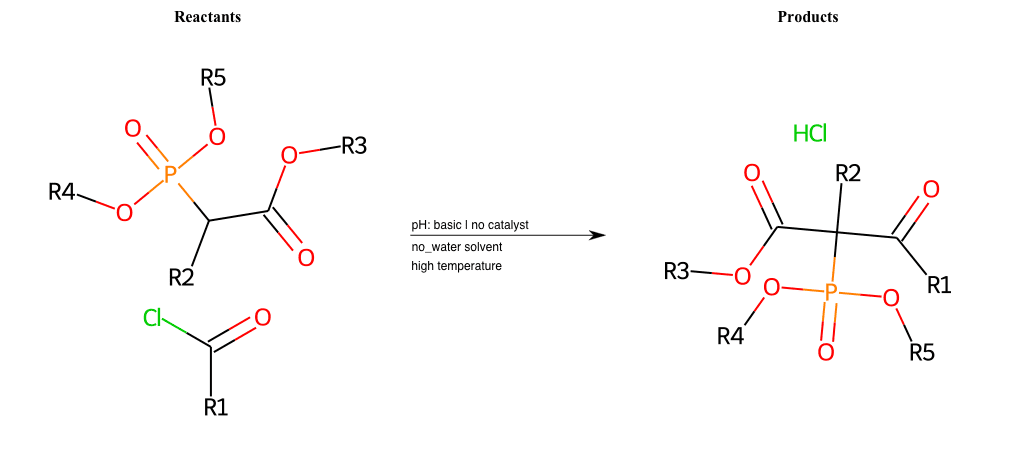 Reactants
Products
R5
O
O
O
R3
P
R4
O
O
R2
Cl
O
R1
pH: basic | no catalyst
no_water solvent
high temperature
HCl
O
R2
O
R3
O
O
P
O
R1
R4
O
R5